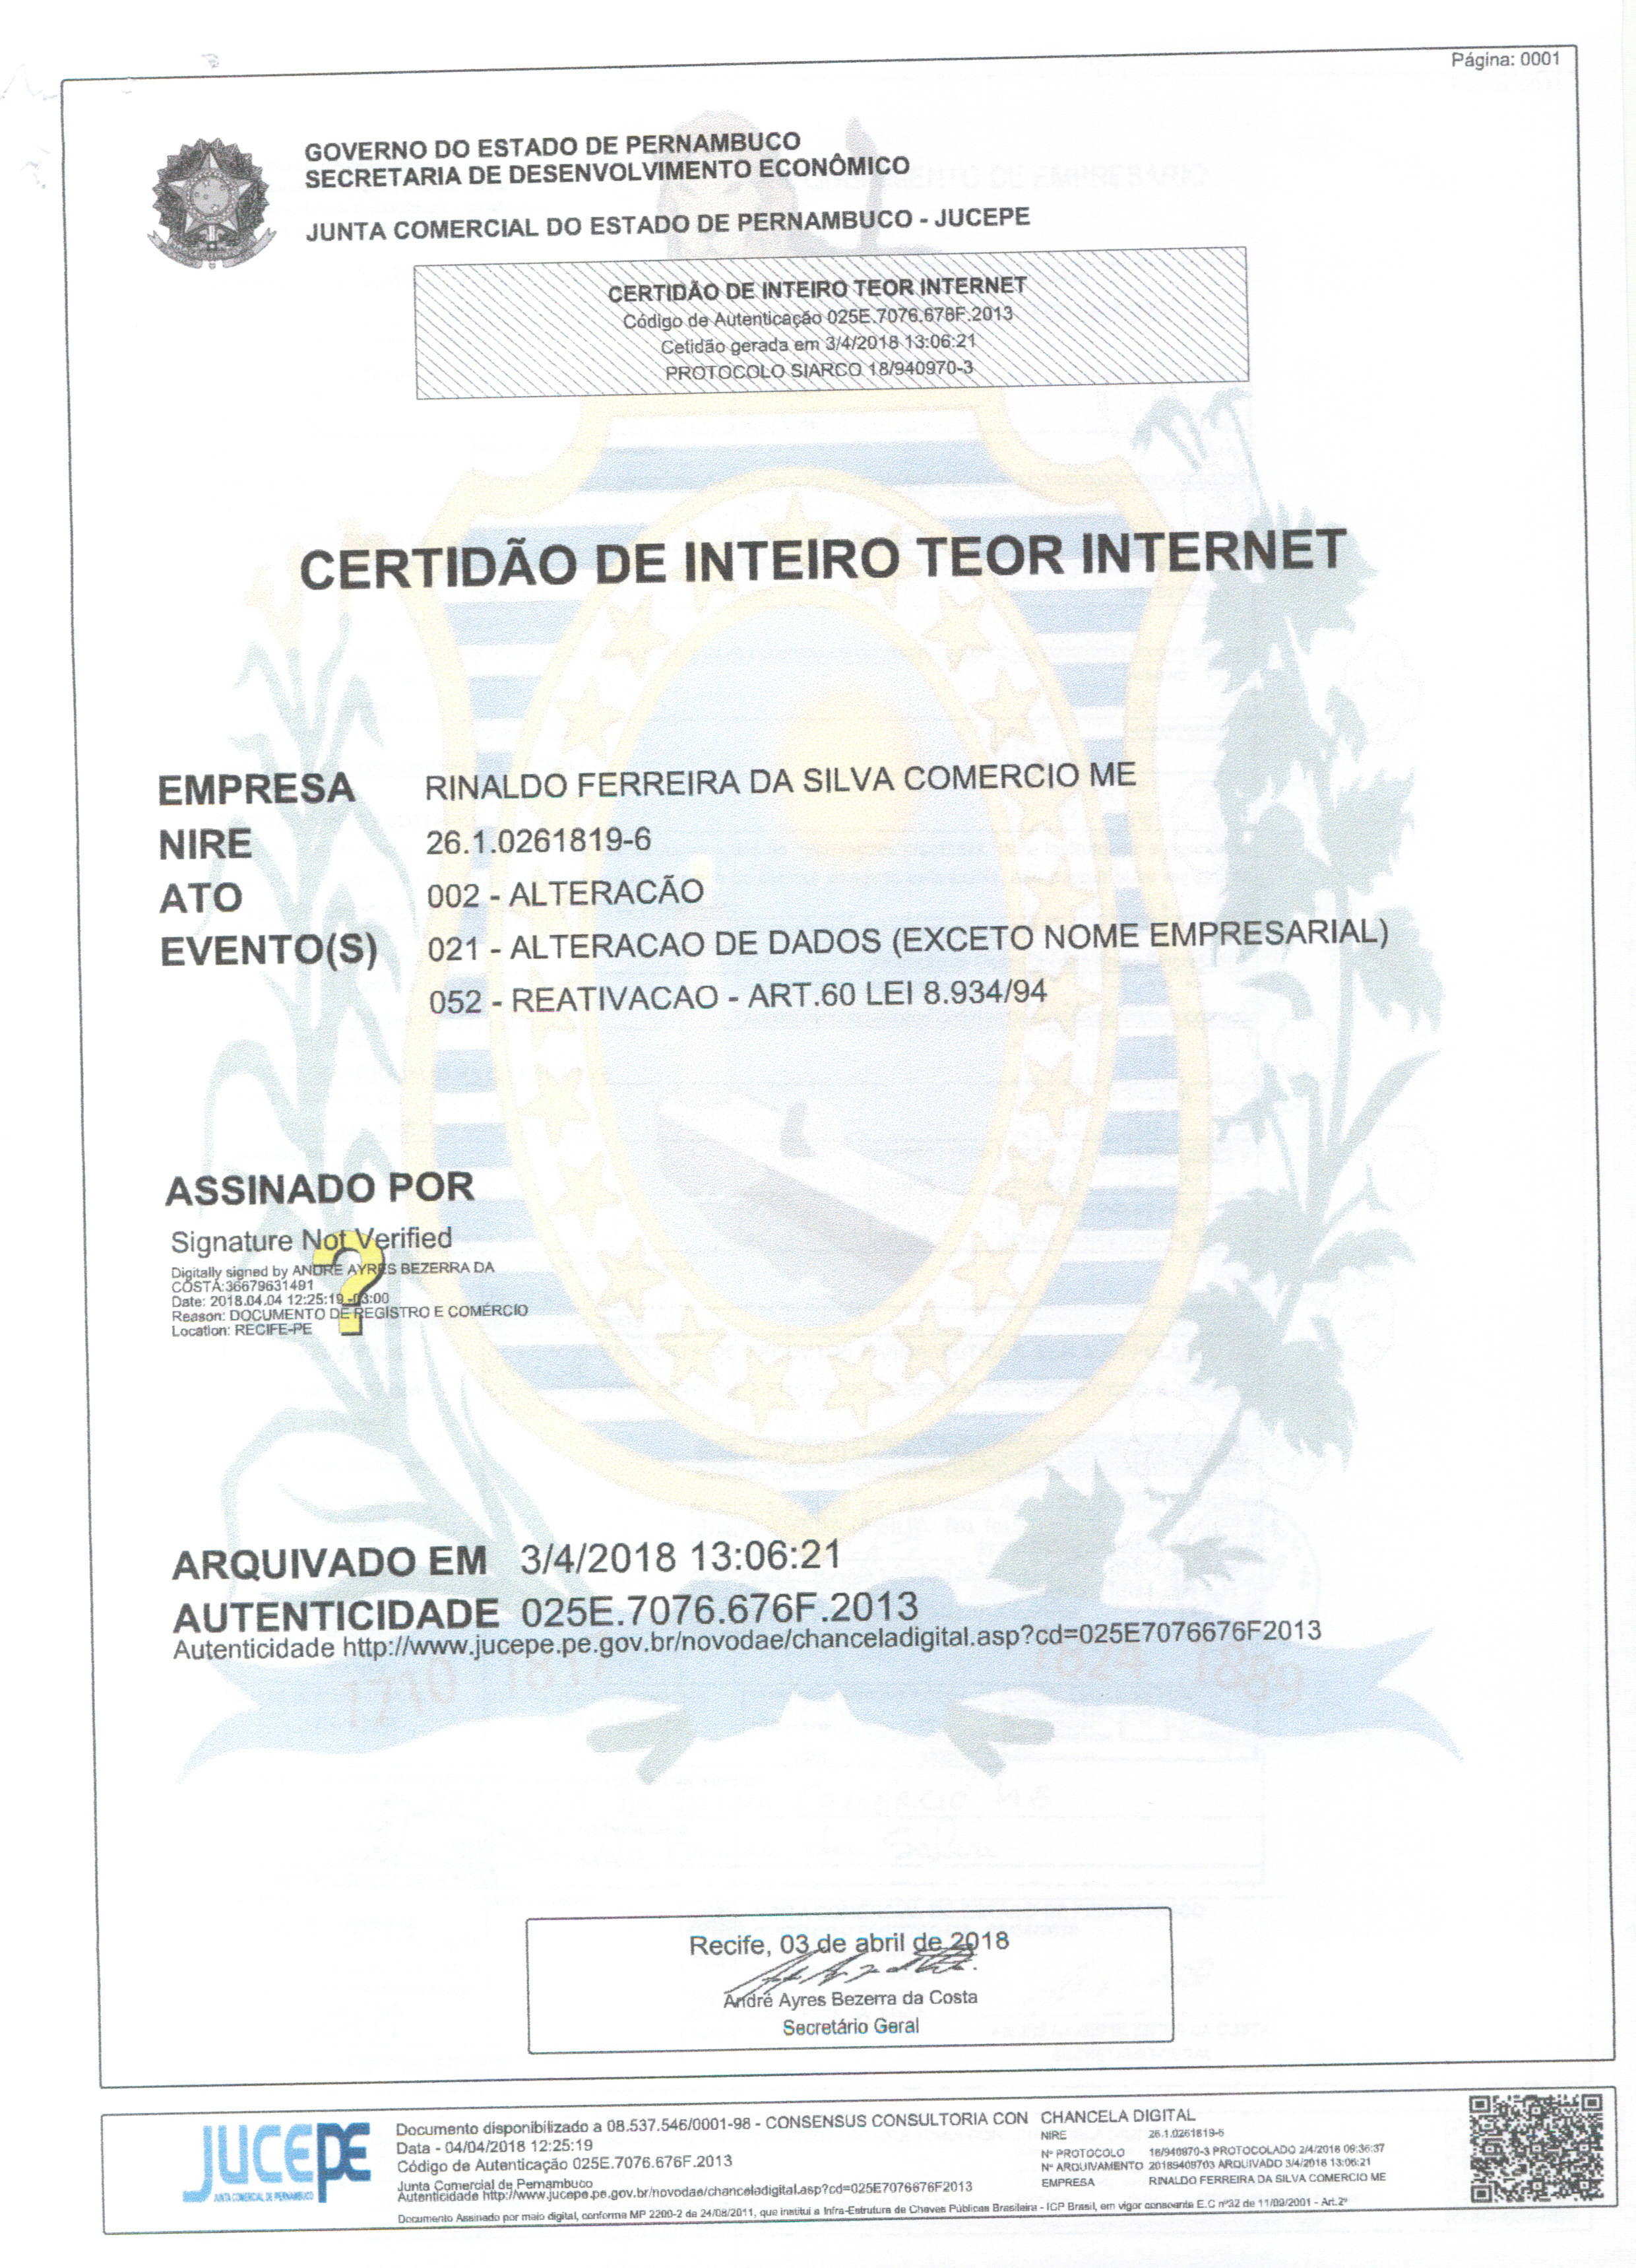 Página: 0001
GOVERNO DO ESTADO DE PERNAMBUCO
SECRETARIA DE DESENVOLVIMENTO ECONÔMICO
JUNTA COMERCIAL DO ESTADO DE PERNAMBUCO - JUCEPE
CERTIDÃO DE INTEIRO TEOR INTERNET
Código de Autenticação 025E.7076.676F.2013
Cetidão gerada em 3/4/2018 13:06:21
PROTOCOLO SIARCO 18/940970-3
CERTIDÃO DE INTEIRO TEOR INTERNET
EMPRESA RINALDO FERREIRA DA SILVA COMERCIO ME
NIRE 26.1.0261819-6
ATO 002 - ALTERACÃO
EVENTO(S) 021 - ALTERACAO DE DADOS (EXCETO NOME EMPRESARIAL)
052 - REATIVACAO - ART.60 LEI 8.934/94
ASSINADO POR
Signature Not Verified
Digitally signed by ANDRE AYRES BEZERRA DA
COSTA:36679631491
Date: 2018.04.04 12:25:19 -03:00
Reason: DOCUMENTO DE REGISTRO E COMÉRCIO
Location: RECIFE-PE
ARQUIVADO EM 3/4/2018 13:06:21
AUTENTICIDADE 025E.7076.676F.2013
Autenticidade http://www.jucepe.pe.gov.br/novodae/chanceladigital.asp?cd=025E7076676F2013
1710 1817 1824 1889
Recife, 03 de abril de 2018
André Ayres Bezerra da Costa
Secretário Geral
JUCEPE
JUNTA COMERCIAL DE PERNAMBUCO
Documento disponibilizado a 08.537.546/0001-98 - CONSENSUS CONSULTORIA CON
Data - 04/04/2018 12:25:19
Código de Autenticação 025E.7076.676F.2013
Junta Comercial de Pernambuco
Autenticidade http://www.jucepe.pe.gov.br/novodae/chanceladigital.asp?cd=025E7076676F2013
CHANCELA DIGITAL
NIRE 26.1.0261819-6
Nº PROTOCOLO 18/940970-3 PROTOCOLADO 2/4/2018 09:36:37
Nº ARQUIVAMENTO 20189409703 ARQUIVADO 3/4/2018 13:06:21
EMPRESA RINALDO FERREIRA DA SILVA COMERCIO ME
Documento Assinado por meio digital, conforme MP 2200-2 de 24/08/2011, que institui a Infra-Estrutura de Chaves Públicas Brasileira - ICP Brasil, em vigor consoante E.C nº32 de 11/09/2001 - Art.2º